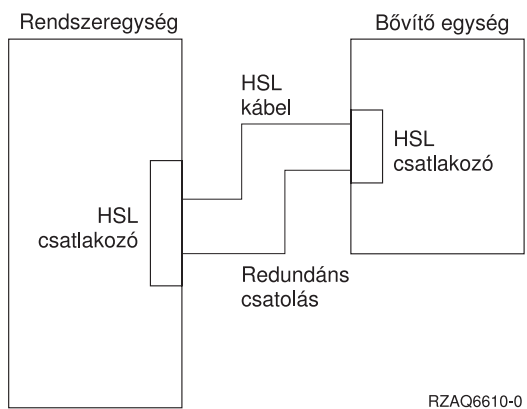 Rendszeregység
Bővítő egység
HSL
kábel
HSL
csatlakozó
HSL
csatlakozó
Redundáns
csatolás
RZAQ6610-0